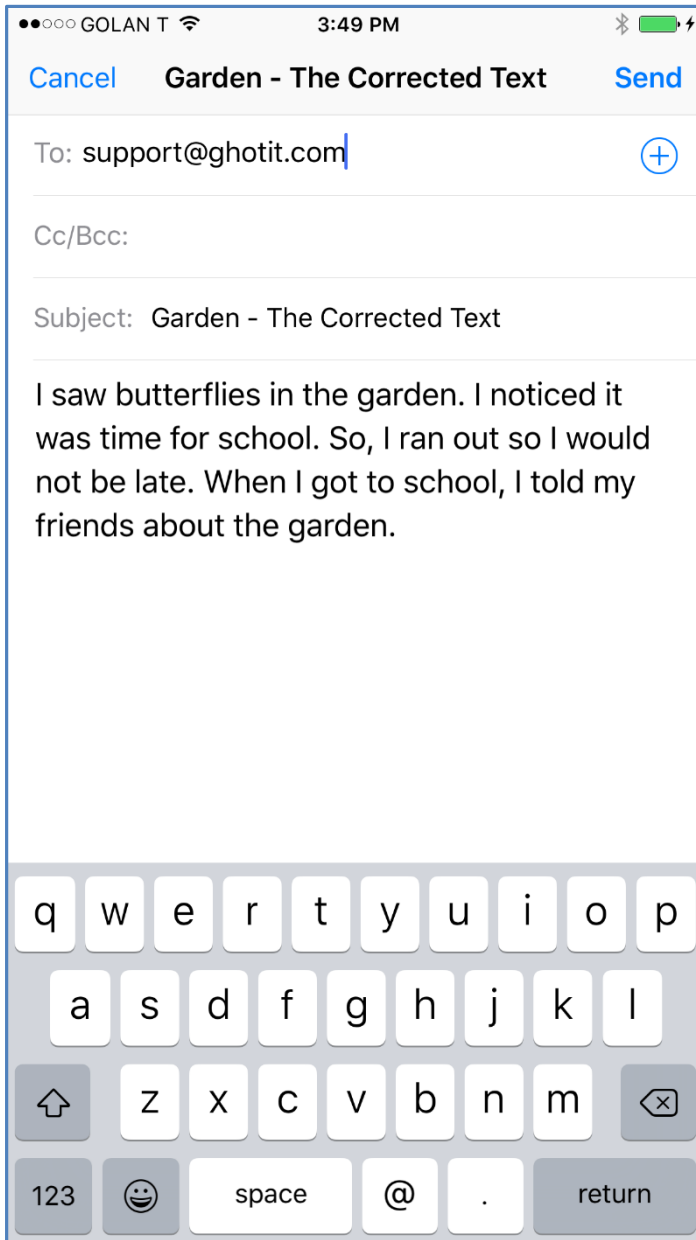 GOLAN T 3:49 PM
Cancel Garden - The Corrected Text Send
To: support@ghotit.com
Cc/Bcc:
Subject: Garden - The Corrected Text
I saw butterflies in the garden. I noticed it
was time for school. So, I ran out so I would
not be late. When I got to school, I told my
friends about the garden.
q w e r t y u i o p
a s d f g h j k l
z x c v b n m
123 space @ . return